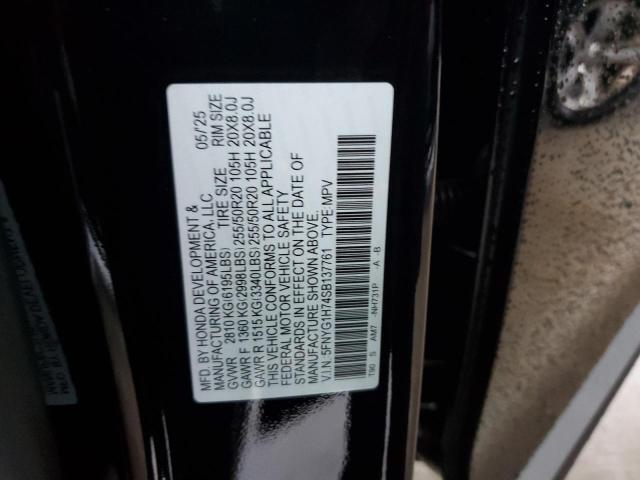 MFD. BY HONDA DEVELOPMENT &
MANUFACTURING OF AMERICA, LLC 05/'25
GVWR 2810 KG(6195LBS) TIRE SIZE RIM SIZE
GAWR F 1360 KG(2998LBS) 255/50R20 105H 20X8.0J
GAWR R 1515 KG(3340LBS) 255/50R20 105H 20X8.0J
THIS VEHICLE CONFORMS TO ALL APPLICABLE
FEDERAL MOTOR VEHICLE SAFETY
STANDARDS IN EFFECT ON THE DATE OF
MANUFACTURE SHOWN ABOVE.
V.I.N. 5FNYG1H74SB137761 TYPE:MPV
T90 S AM7 -NH731P -A -B